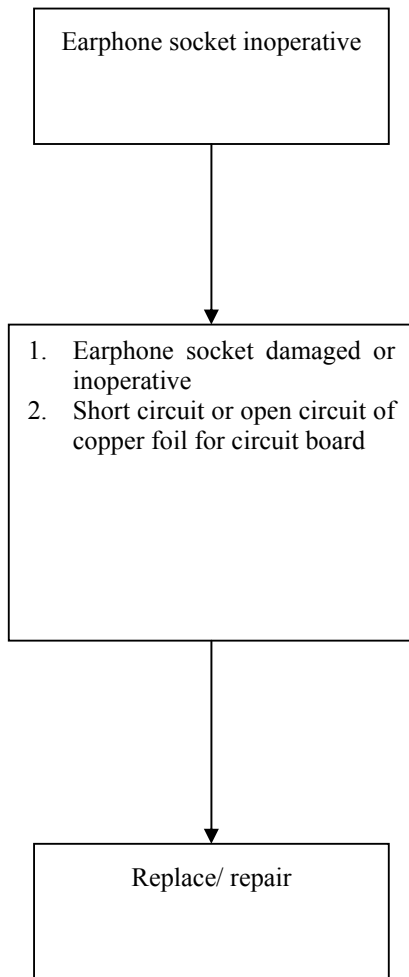 Earphone socket inoperative
1. Earphone socket damaged or
inoperative
2. Short circuit or open circuit of
copper foil for circuit board
Replace/ repair